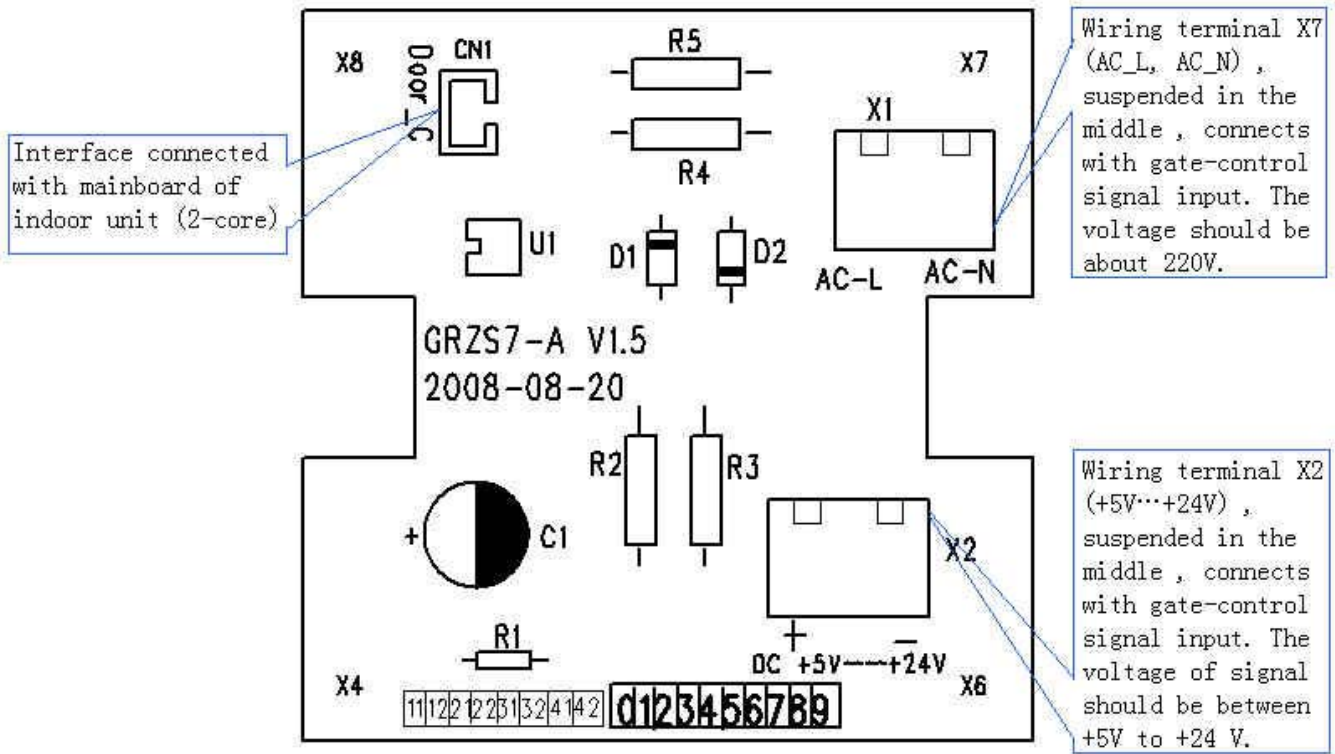 Wiring terminal X7
(AC_L, AC_N) ,
suspended in the
middle , connects
with gate-control
signal input. The
voltage should be
about 220V.
X8
Door-C
CN1
R5
X7
X1
R4
Interface connected
with mainboard of
indoor unit (2-core)
U1
D1
D2
AC-L
AC-N
GRZS7-A V1.5
2008-08-20
R2
R3
C1
+
X2
Wiring terminal X2
(+5V⋯+24V) ,
suspended in the
middle , connects
with gate-control
signal input. The
voltage of signal
should be between
+5V to +24 V.
+ −
DC +5V---+24V
R1
X4
X6
11 12 21 22 31 32 41 42
0123456789